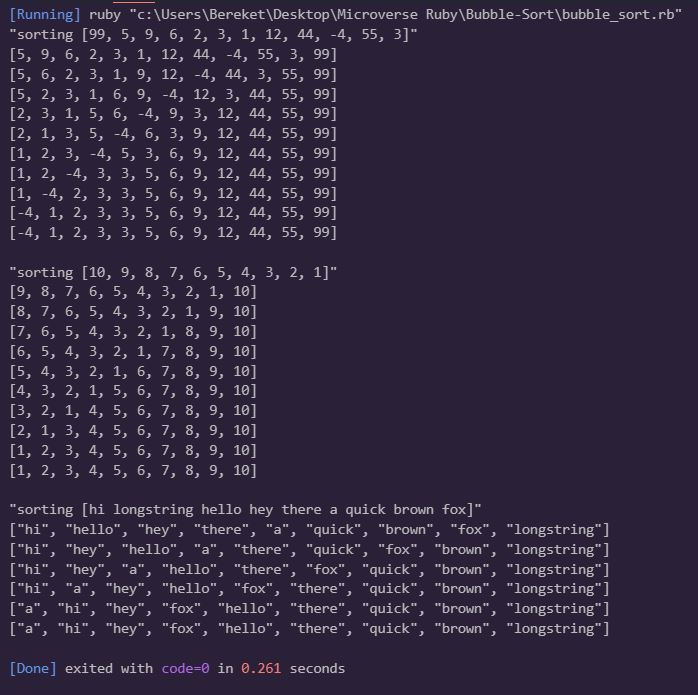 [Running] ruby "c:\Users\Bereket\Desktop\Microverse Ruby\Bubble-Sort\bubble_sort.rb"
"sorting [99, 5, 9, 6, 2, 3, 1, 12, 44, -4, 55, 3]"
[5, 9, 6, 2, 3, 1, 12, 44, -4, 55, 3, 99]
[5, 6, 2, 3, 1, 9, 12, -4, 44, 3, 55, 99]
[5, 2, 3, 1, 6, 9, -4, 12, 3, 44, 55, 99]
[2, 3, 1, 5, 6, -4, 9, 3, 12, 44, 55, 99]
[2, 1, 3, 5, -4, 6, 3, 9, 12, 44, 55, 99]
[1, 2, 3, -4, 5, 3, 6, 9, 12, 44, 55, 99]
[1, 2, -4, 3, 3, 5, 6, 9, 12, 44, 55, 99]
[1, -4, 2, 3, 3, 5, 6, 9, 12, 44, 55, 99]
[-4, 1, 2, 3, 3, 5, 6, 9, 12, 44, 55, 99]
[-4, 1, 2, 3, 3, 5, 6, 9, 12, 44, 55, 99]
"sorting [10, 9, 8, 7, 6, 5, 4, 3, 2, 1]"
[9, 8, 7, 6, 5, 4, 3, 2, 1, 10]
[8, 7, 6, 5, 4, 3, 2, 1, 9, 10]
[7, 6, 5, 4, 3, 2, 1, 8, 9, 10]
[6, 5, 4, 3, 2, 1, 7, 8, 9, 10]
[5, 4, 3, 2, 1, 6, 7, 8, 9, 10]
[4, 3, 2, 1, 5, 6, 7, 8, 9, 10]
[3, 2, 1, 4, 5, 6, 7, 8, 9, 10]
[2, 1, 3, 4, 5, 6, 7, 8, 9, 10]
[1, 2, 3, 4, 5, 6, 7, 8, 9, 10]
[1, 2, 3, 4, 5, 6, 7, 8, 9, 10]
"sorting [hi longstring hello hey there a quick brown fox]"
["hi", "hello", "hey", "there", "a", "quick", "brown", "fox", "longstring"]
["hi", "hey", "hello", "a", "there", "quick", "fox", "brown", "longstring"]
["hi", "hey", "a", "hello", "there", "fox", "quick", "brown", "longstring"]
["hi", "a", "hey", "hello", "fox", "there", "quick", "brown", "longstring"]
["a", "hi", "hey", "fox", "hello", "there", "quick", "brown", "longstring"]
["a", "hi", "hey", "fox", "hello", "there", "quick", "brown", "longstring"]
[Done] exited with code=0 in 0.261 seconds